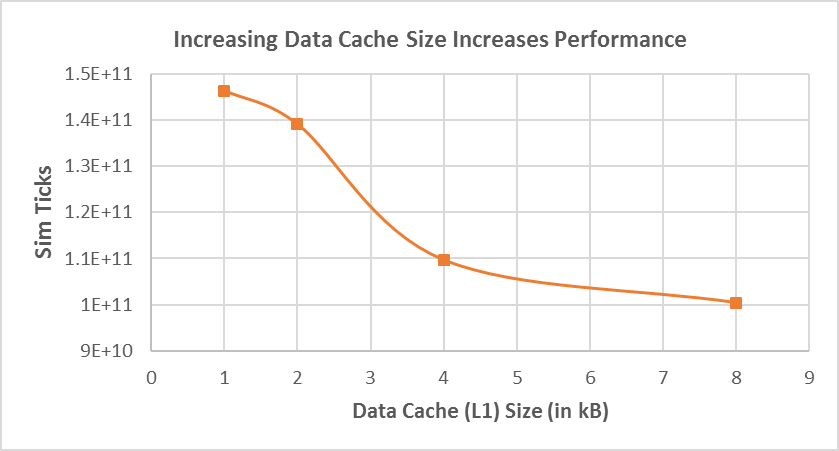 Increasing Data Cache Size Increases Performance
1.5E+11
1.4E+11
1.3E+11
1.2E+11
1.1E+11
1E+11
9E+10
Sim Ticks
0 1 2 3 4 5 6 7 8 9
Data Cache (L1) Size (in kB)